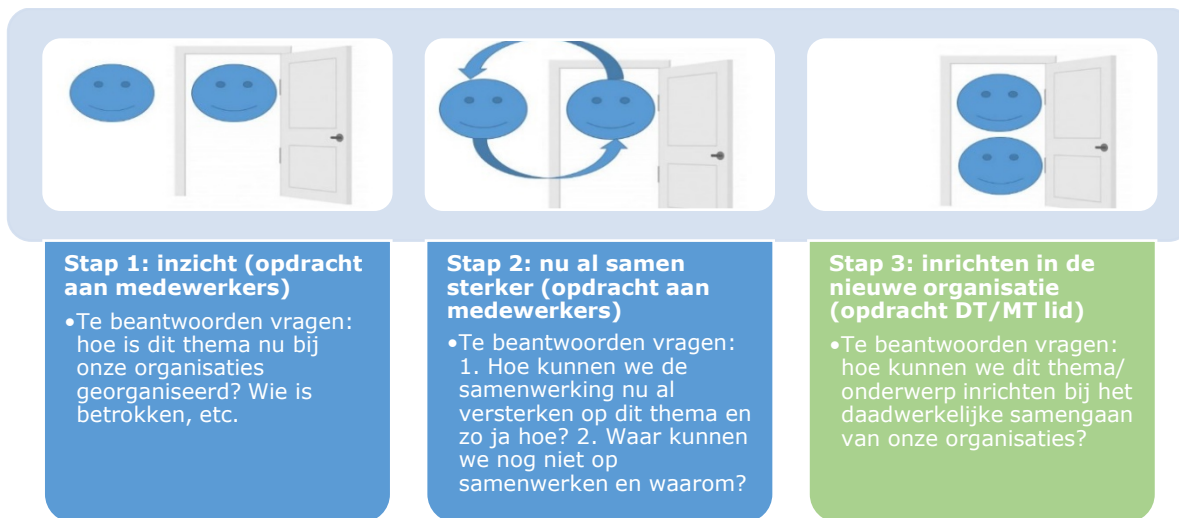 Stap 1: inzicht (opdracht
aan medewerkers)
•Te beantwoorden vragen:
hoe is dit thema nu bij
onze organisaties
georganiseerd? Wie is
betrokken, etc.
Stap 2: nu al samen
sterker (opdracht aan
medewerkers)
•Te beantwoorden vragen:
1. Hoe kunnen we de
samenwerking nu al
versterken op dit thema en
zo ja hoe? 2. Waar kunnen
we nog niet op
samenwerken en waarom?
Stap 3: inrichten in de
nieuwe organisatie
(opdracht DT/MT lid)
•Te beantwoorden vragen:
hoe kunnen we dit thema/
onderwerp inrichten bij het
daadwerkelijke samengaan
van onze organisaties?